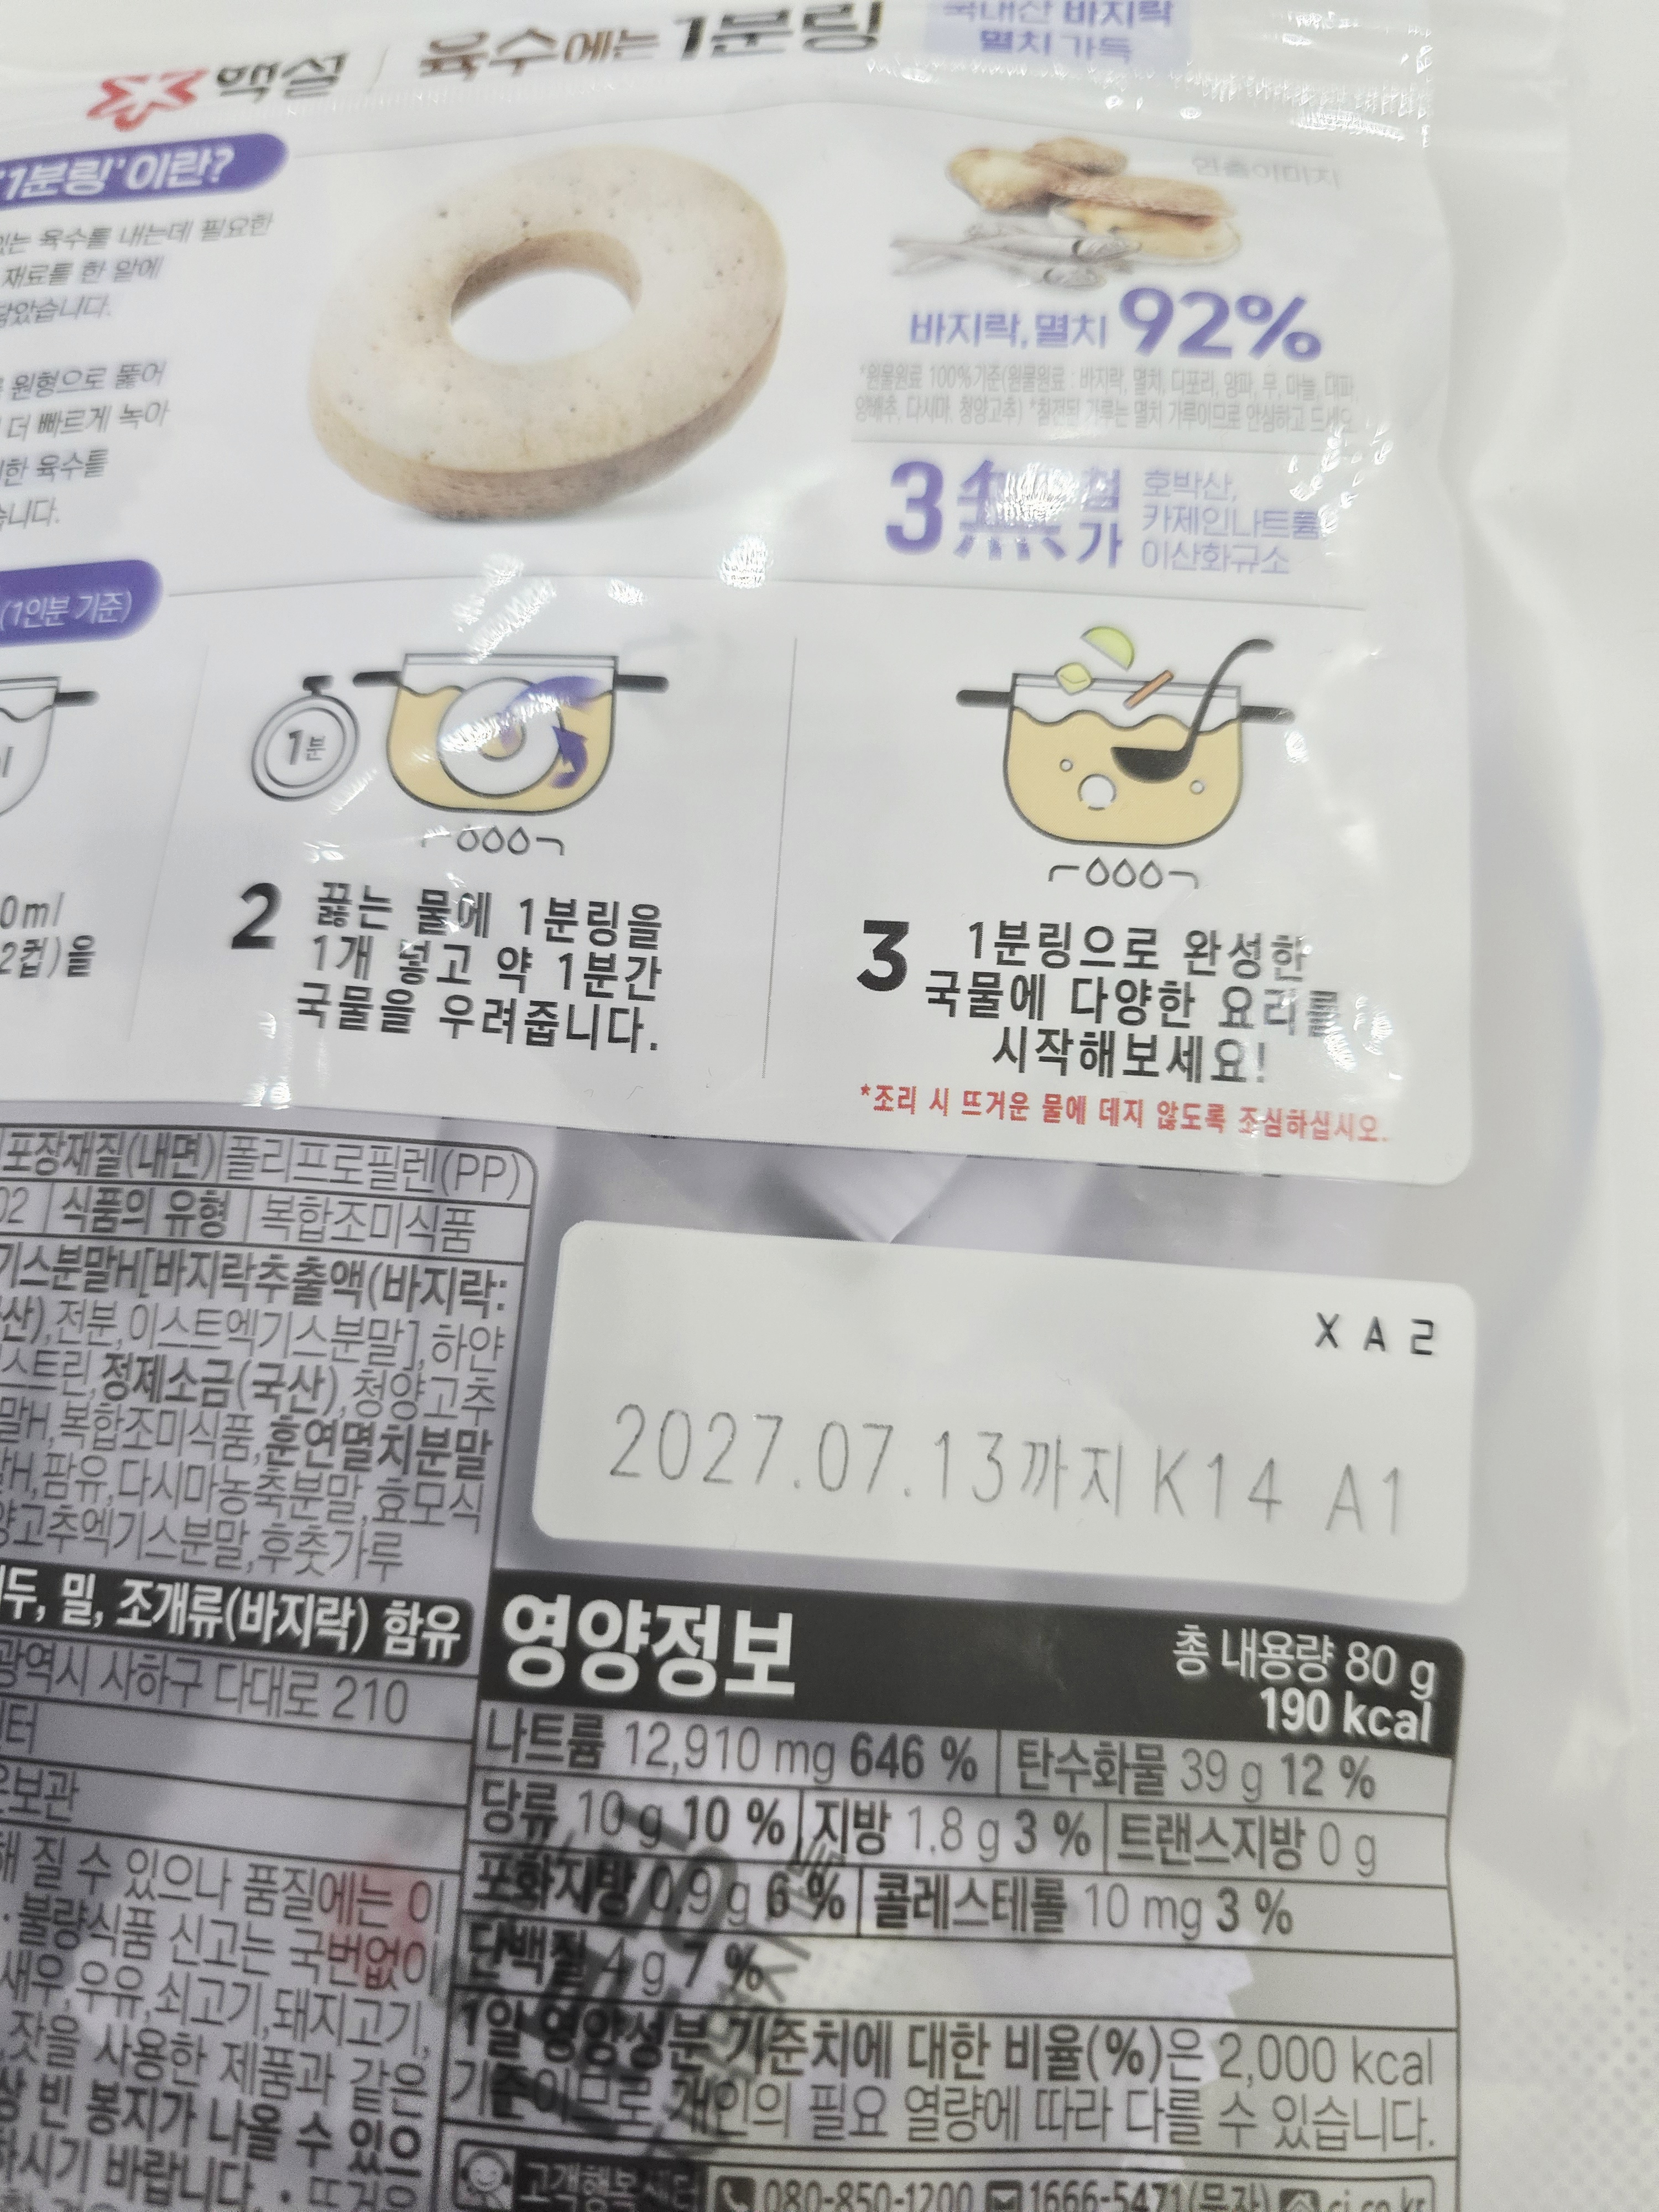 백설 | 육수에는 1분링
국내산 바지락
멸치 가득
'1분링'이란?
있는 육수를 내는데 필요한
재료를 한 알에
담았습니다.
원형으로 뚫어
더 빠르게 녹아
한 육수를
습니다.
연출이미지
바지락, 멸치 92%
*원물원료 100%기준(원물원료 : 바지락, 멸치, 디포리, 양파, 무, 마늘, 대파,
양배추, 다시마, 청양고추) *침전된 가루는 멸치 가루이므로 안심하고 드세요.
3無첨가
호박산,
카제인나트륨,
이산화규소
(1인분 기준)
1분
0ml
2컵)을
2 끓는 물에 1분링을
1개 넣고 약 1분간
국물을 우려줍니다.
3 1분링으로 완성한
국물에 다양한 요리를
시작해보세요!
*조리 시 뜨거운 물에 데지 않도록 조심하십시오.
포장재질(내면) 폴리프로필렌(PP)
02 식품의 유형 복합조미식품
기스분말H[바지락추출액(바지락:
산),전분,이스트엑기스분말],하얀
스트린,정제소금(국산),청양고추
말H,복합조미식품,훈연멸치분말
말H,팜유,다시마농축분말,효모식
양고추엑기스분말,후춧가루
두, 밀, 조개류(바지락) 함유
광역시 사하구 다대로 210
터
온보관
해 질 수 있으나 품질에는 이
· 불량식품 신고는 국번없이
새우,우유,쇠고기,돼지고기,
잣을 사용한 제품과 같은
상 빈 봉지가 나올 수 있으
하시기 바랍니다. • 뜨거운
XA2
2027.07.13까지 K14 A1
영양정보
총 내용량 80 g
190 kcal
나트륨 12,910 mg 646 % 탄수화물 39 g 12 %
당류 10 g 10 % 지방 1.8 g 3 % 트랜스지방 0 g
포화지방 0.9 g 6 % 콜레스테롤 10 mg 3 %
단백질 4 g 7 %
1일 영양성분 기준치에 대한 비율(%)은 2,000 kcal
기준이므로 개인의 필요 열량에 따라 다를 수 있습니다.
고객행복센터 080-850-1200 1666-5471(문자) cj.co.kr